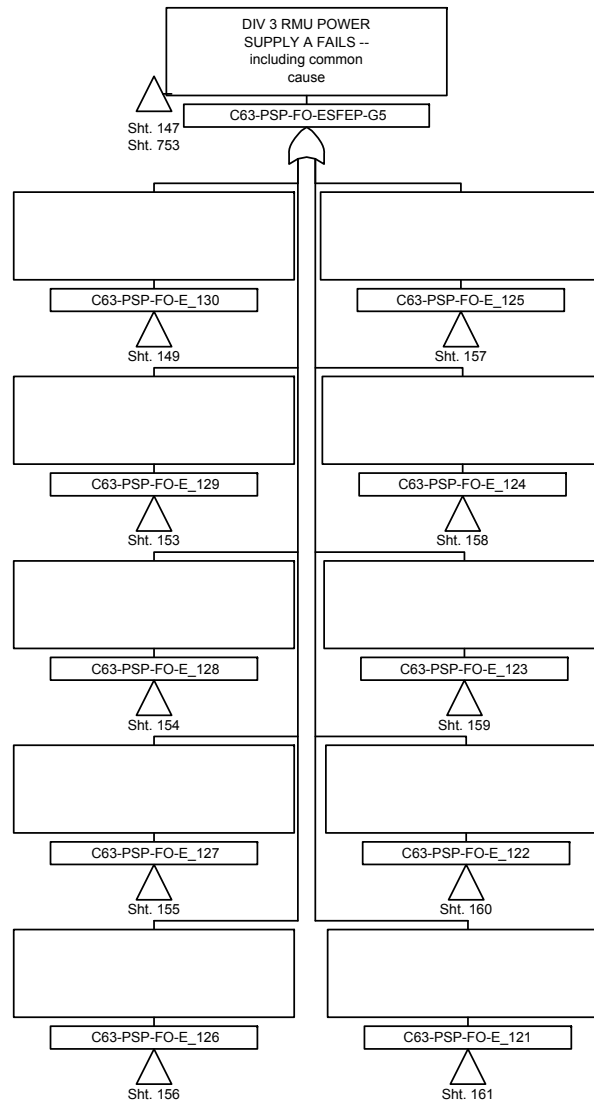 DIV 3 RMU POWER
SUPPLY A FAILS --
including common
cause
C63-PSP-FO-ESFEP-G5
Sht. 147
Sht. 753
C63-PSP-FO-E_130
Sht. 149
C63-PSP-FO-E_125
Sht. 157
C63-PSP-FO-E_129
Sht. 153
C63-PSP-FO-E_124
Sht. 158
C63-PSP-FO-E_128
Sht. 154
C63-PSP-FO-E_123
Sht. 159
C63-PSP-FO-E_127
Sht. 155
C63-PSP-FO-E_122
Sht. 160
C63-PSP-FO-E_126
Sht. 156
C63-PSP-FO-E_121
Sht. 161